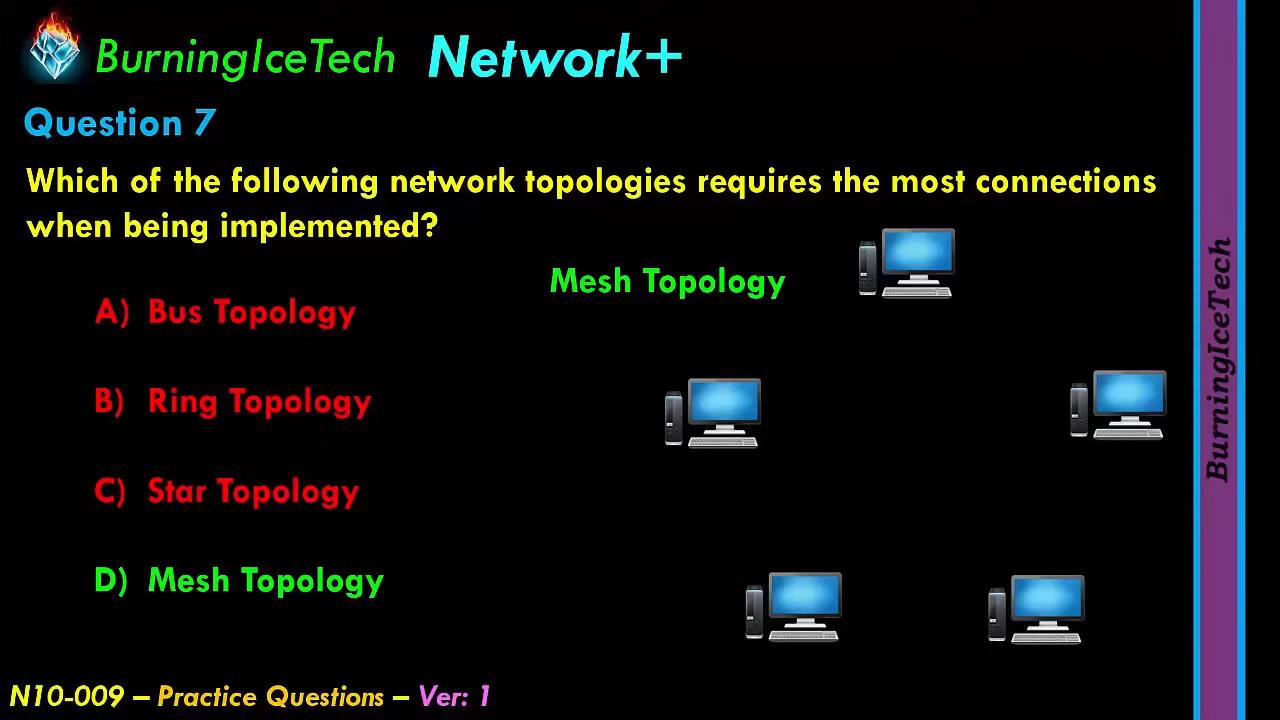 BurningIceTech Network+
Question 7
Which of the following network topologies requires the most connections
when being implemented?
Mesh Topology
A) Bus Topology
B) Ring Topology
C) Star Topology
D) Mesh Topology
BurningIceTech
N10-009 – Practice Questions – Ver: 1